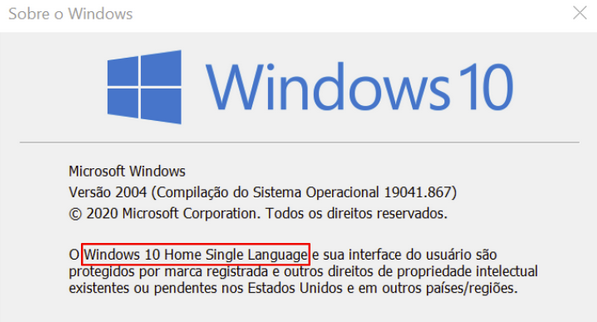 Sobre o Windows
Windows 10
Microsoft Windows
Versão 2004 (Compilação do Sistema Operacional 19041.867)
© 2020 Microsoft Corporation. Todos os direitos reservados.
O Windows 10 Home Single Language e sua interface do usuário são
protegidos por marca registrada e outros direitos de propriedade intelectual
existentes ou pendentes nos Estados Unidos e em outros países/regiões.